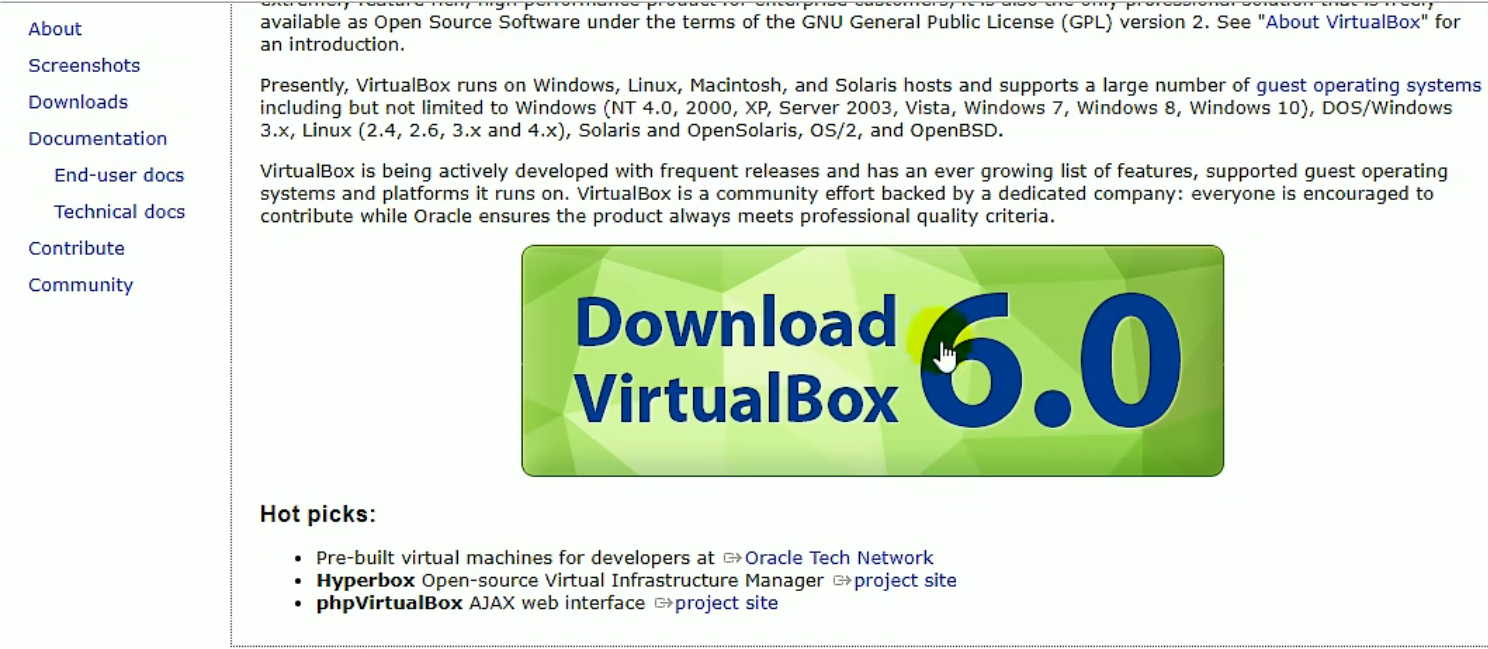 About
Screenshots
Downloads
Documentation
End-user docs
Technical docs
Contribute
Community
available as Open Source Software under the terms of the GNU General Public License (GPL) version 2. See "About VirtualBox" for
an introduction.
Presently, VirtualBox runs on Windows, Linux, Macintosh, and Solaris hosts and supports a large number of guest operating systems
including but not limited to Windows (NT 4.0, 2000, XP, Server 2003, Vista, Windows 7, Windows 8, Windows 10), DOS/Windows
3.x, Linux (2.4, 2.6, 3.x and 4.x), Solaris and OpenSolaris, OS/2, and OpenBSD.
VirtualBox is being actively developed with frequent releases and has an ever growing list of features, supported guest operating
systems and platforms it runs on. VirtualBox is a community effort backed by a dedicated company: everyone is encouraged to
contribute while Oracle ensures the product always meets professional quality criteria.
Download
VirtualBox
6.0
Hot picks:
• Pre-built virtual machines for developers at Oracle Tech Network
• Hyperbox Open-source Virtual Infrastructure Manager project site
• phpVirtualBox AJAX web interface project site